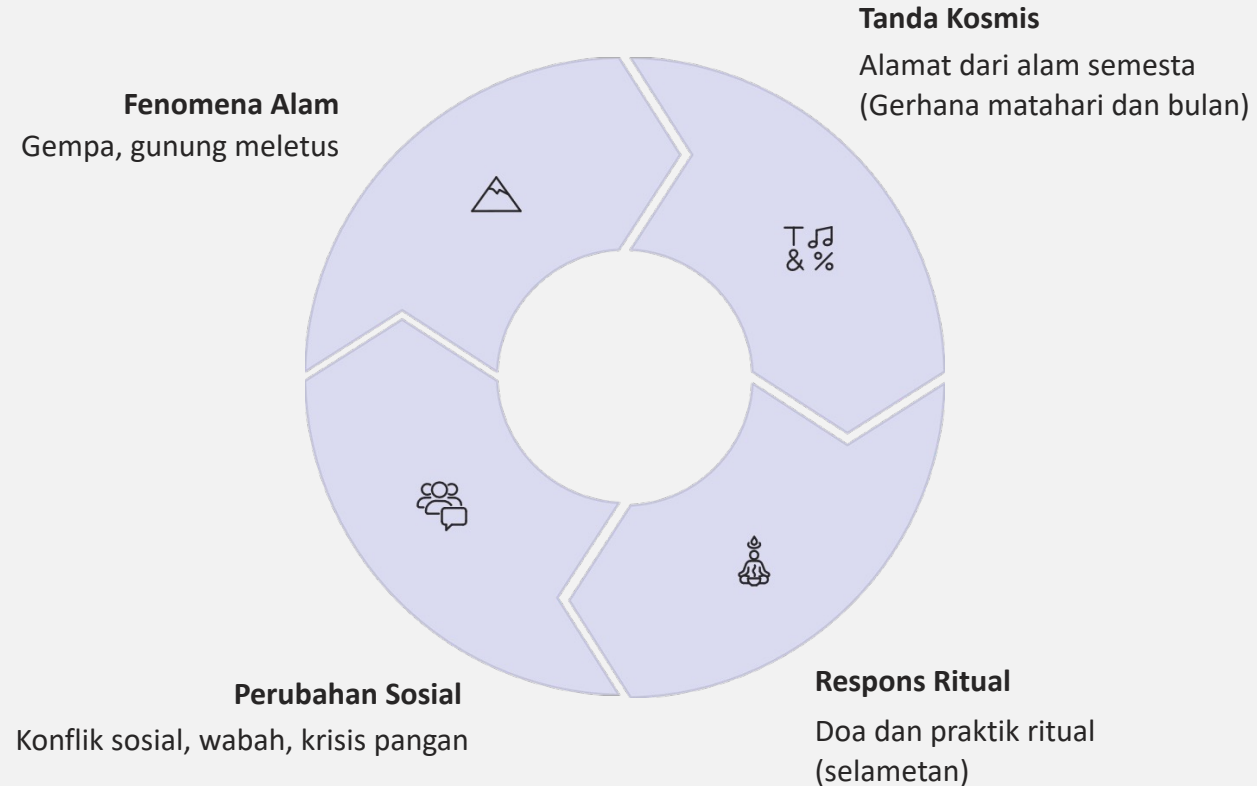 Tanda Kosmis
Alamat dari alam semesta
(Gerhana matahari dan bulan)
Fenomena Alam
Gempa, gunung meletus
T
& %
Perubahan Sosial
Konflik sosial, wabah, krisis pangan
Respons Ritual
Doa dan praktik ritual
(selametan)